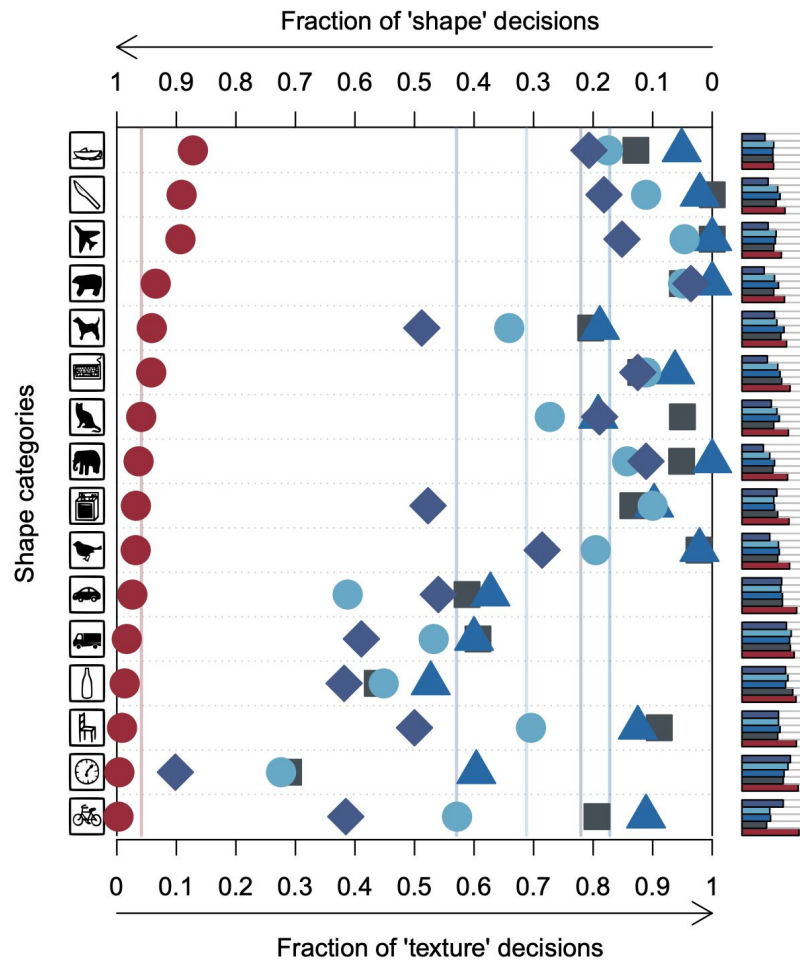 Fraction of 'shape' decisions
1 0.9 0.8 0.7 0.6 0.5 0.4 0.3 0.2 0.1 0
Shape categories
0 0.1 0.2 0.3 0.4 0.5 0.6 0.7 0.8 0.9 1
Fraction of 'texture' decisions